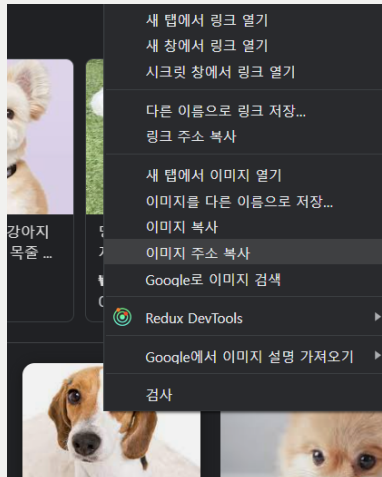 새 탭에서 링크 열기
새 창에서 링크 열기
시크릿 창에서 링크 열기
다른 이름으로 링크 저장...
링크 주소 복사
새 탭에서 이미지 열기
이미지를 다른 이름으로 저장...
이미지 복사
이미지 주소 복사
Google로 이미지 검색
Redux DevTools
Google에서 이미지 설명 가져오기
검사
강아지
목줄 ...